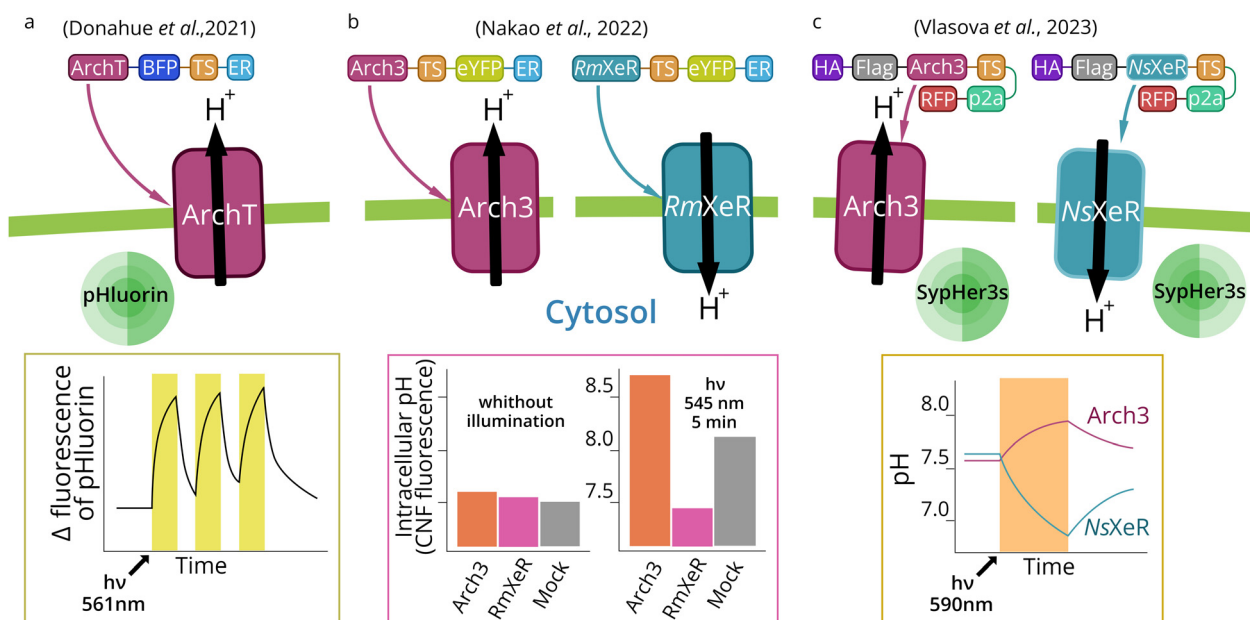 a
(Donahue et al.,2021)
ArchT BFP TS ER
H+
ArchT
pHluorin
Δ fluorescence
of pHluorin
Time
hν
561nm
b
(Nakao et al., 2022)
Arch3 TS eYFP ER
H+
Arch3
RmXeR TS eYFP ER
RmXeR
H+
Cytosol
Intracellular pH
(CNF fluorescence)
whithout
illumination
Arch3
RmXeR
Mock
8.5
8.0
7.5
hν
545 nm
5 min
Arch3
RmXeR
Mock
c
(Vlasova et al., 2023)
HA Flag Arch3 TS
RFP p2a
H+
Arch3
SypHer3s
HA Flag NsXeR TS
RFP p2a
NsXeR
H+
SypHer3s
pH
8.0
7.5
7.0
Arch3
NsXeR
Time
hν
590nm